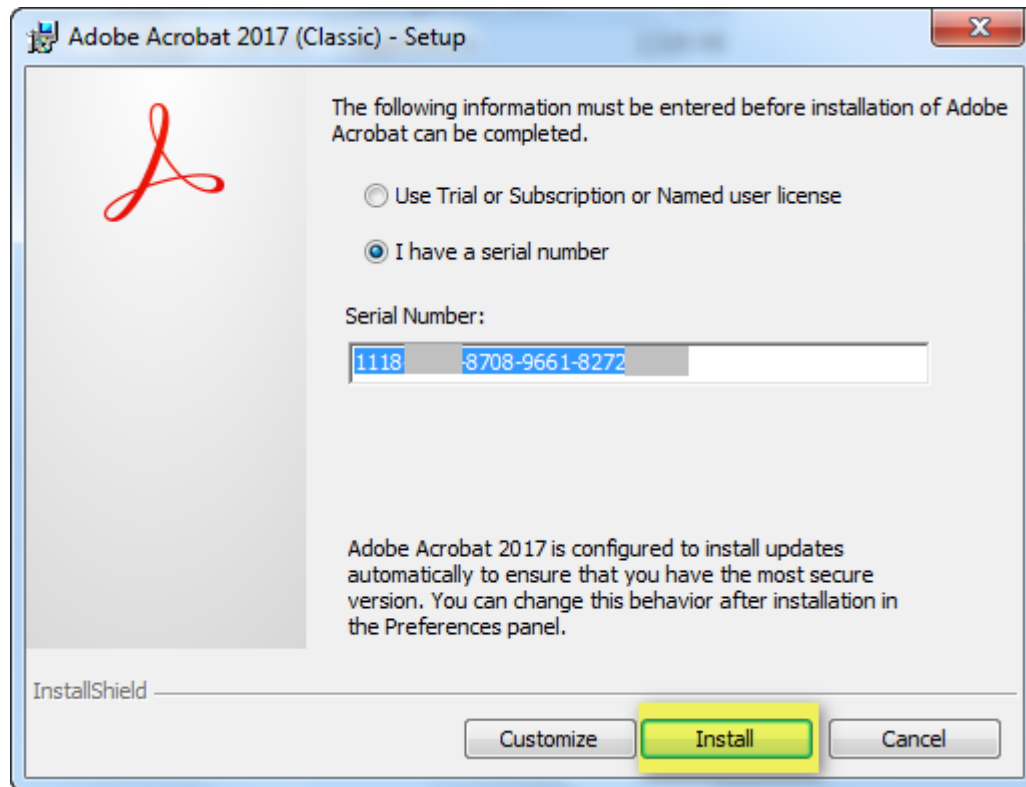 Adobe Acrobat 2017 (Classic) - Setup
The following information must be entered before installation of Adobe
Acrobat can be completed.
Use Trial or Subscription or Named user license
I have a serial number
Serial Number:
1118- -8708-9661-8272
Adobe Acrobat 2017 is configured to install updates
automatically to ensure that you have the most secure
version. You can change this behavior after installation in
the Preferences panel.
InstallShield
Customize Install Cancel